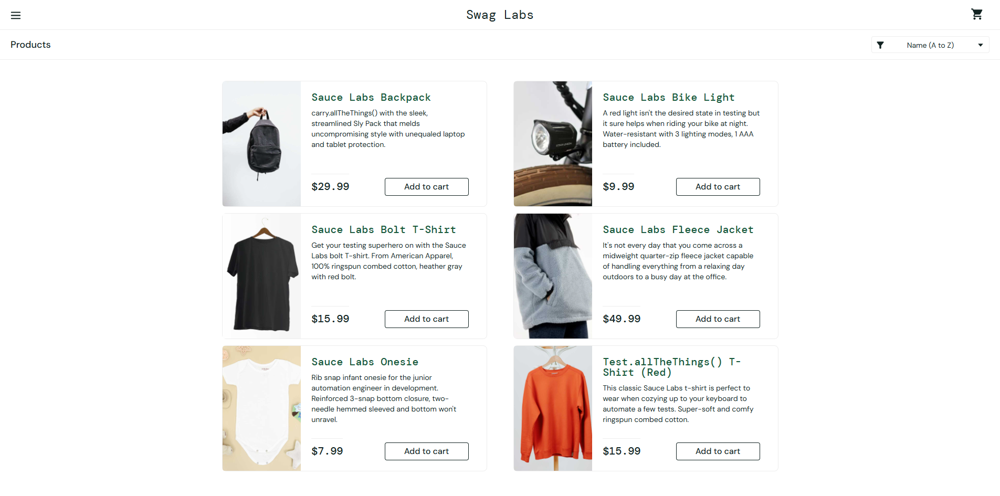 Swag Labs
Products
Name (A to Z)
Sauce Labs Backpack
carry.allTheThings() with the sleek,
streamlined Sly Pack that melds
uncompromising style with unequaled laptop
and tablet protection.
$29.99
Add to cart
Sauce Labs Bike Light
A red light isn't the desired state in testing but
it sure helps when riding your bike at night.
Water-resistant with 3 lighting modes, 1 AAA
battery included.
$9.99
Add to cart
STAR UNION
Sauce Labs Bolt T-Shirt
Get your testing superhero on with the Sauce
Labs bolt T-shirt. From American Apparel,
100% ringspun combed cotton, heather gray
with red bolt.
$15.99
Add to cart
Sauce Labs Fleece Jacket
It's not every day that you come across a
midweight quarter-zip fleece jacket capable
of handling everything from a relaxing day
outdoors to a busy day at the office.
$49.99
Add to cart
Sauce Labs Onesie
Rib snap infant onesie for the junior
automation engineer in development.
Reinforced 3-snap bottom closure, two-
needle hemmed sleeved and bottom won't
unravel.
$7.99
Add to cart
Test.allTheThings() T-
Shirt (Red)
This classic Sauce Labs t-shirt is perfect to
wear when cozying up to your keyboard to
automate a few tests. Super-soft and comfy
ringspun combed cotton.
$15.99
Add to cart